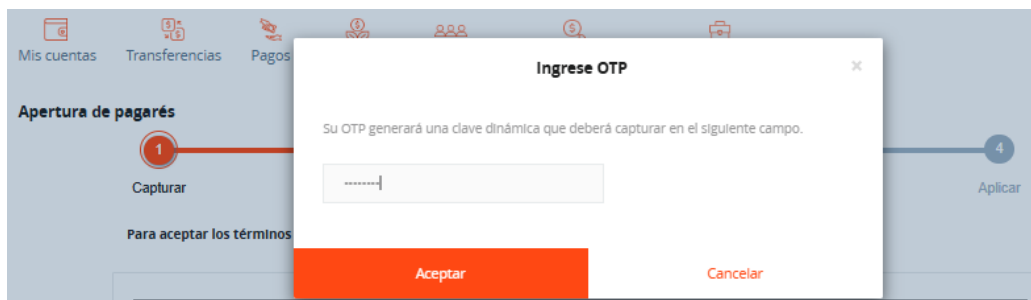 Mis cuentas
Transferencias
Pagos
Ingrese OTP
×
Apertura de pagarés
Su OTP generará una clave dinámica que deberá capturar en el siguiente campo.
1
4
Capturar
--------
Aplicar
Para aceptar los términos
Aceptar
Cancelar